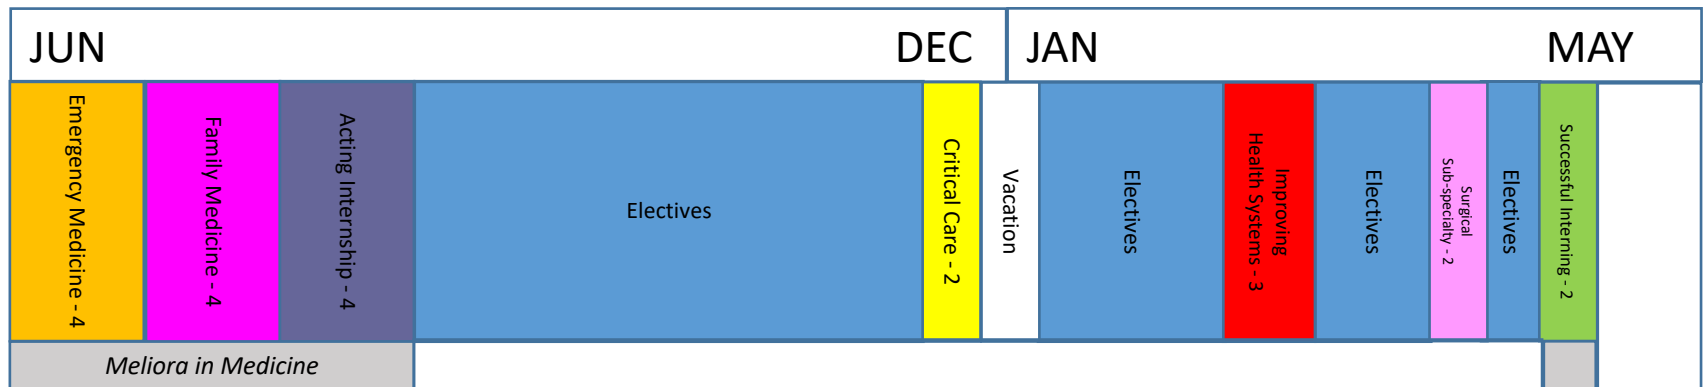 JUN
DEC
JAN
MAY
Emergency Medicine - 4
Family Medicine - 4
Acting Internship - 4
Electives
Critical Care - 2
Vacation
Electives
Improving
Health Systems - 3
Electives
Surgical
Sub-specialty - 2
Electives
Successful Interning - 2
Meliora in Medicine